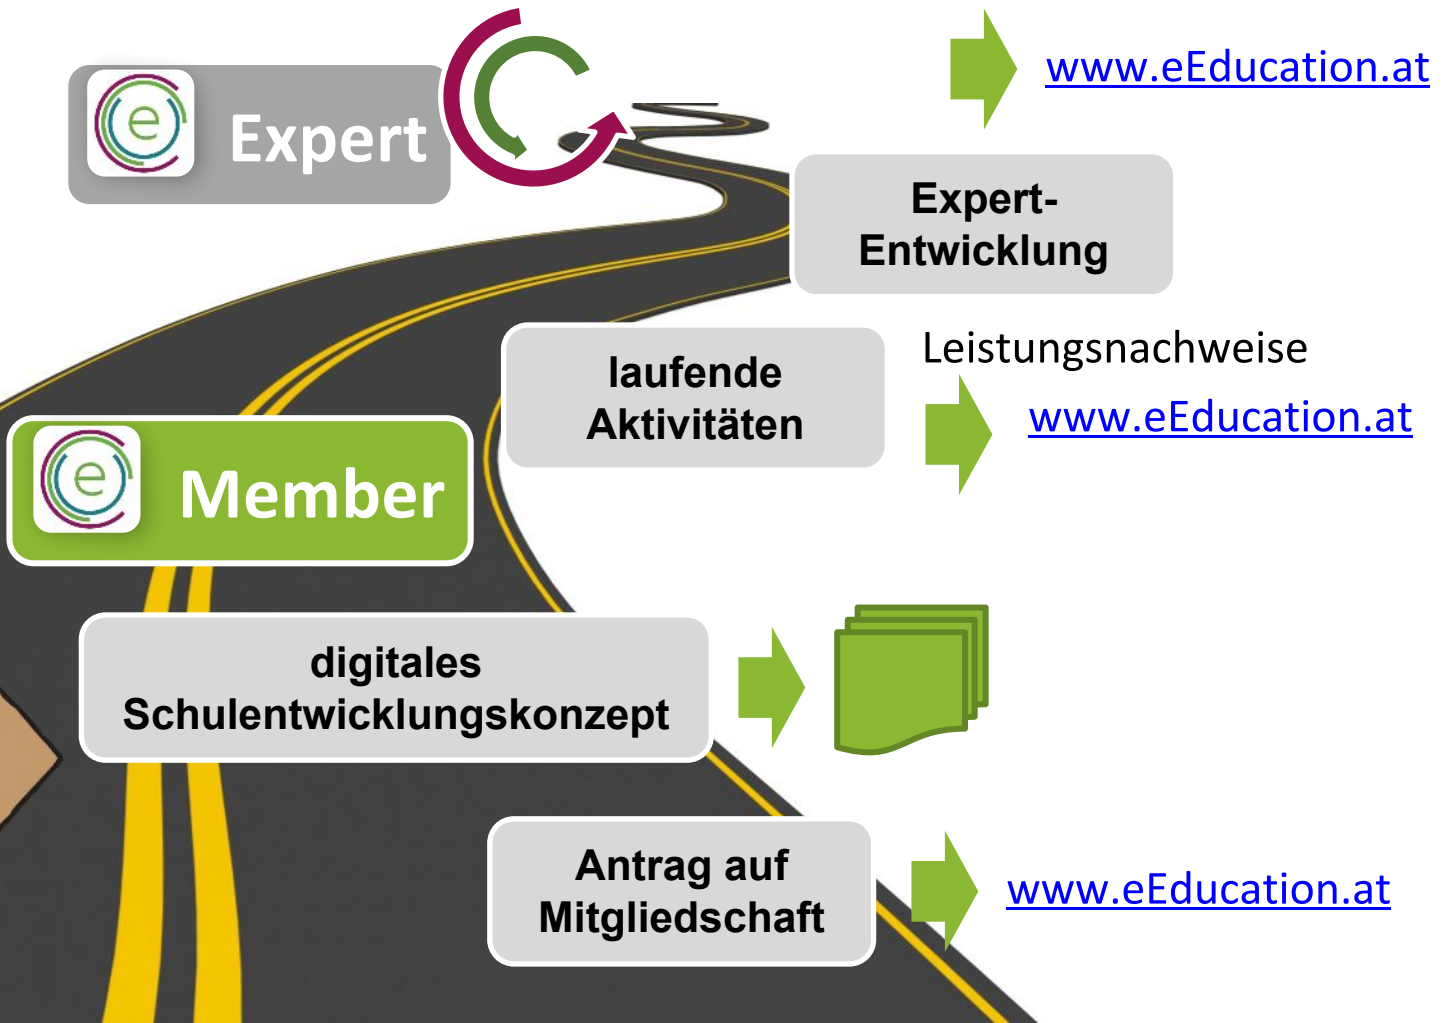 www.eEducation.at
e Expert
Expert-
Entwicklung
Leistungsnachweise
laufende
Aktivitäten
www.eEducation.at
e Member
digitales
Schulentwicklungskonzept
Antrag auf
Mitgliedschaft
www.eEducation.at